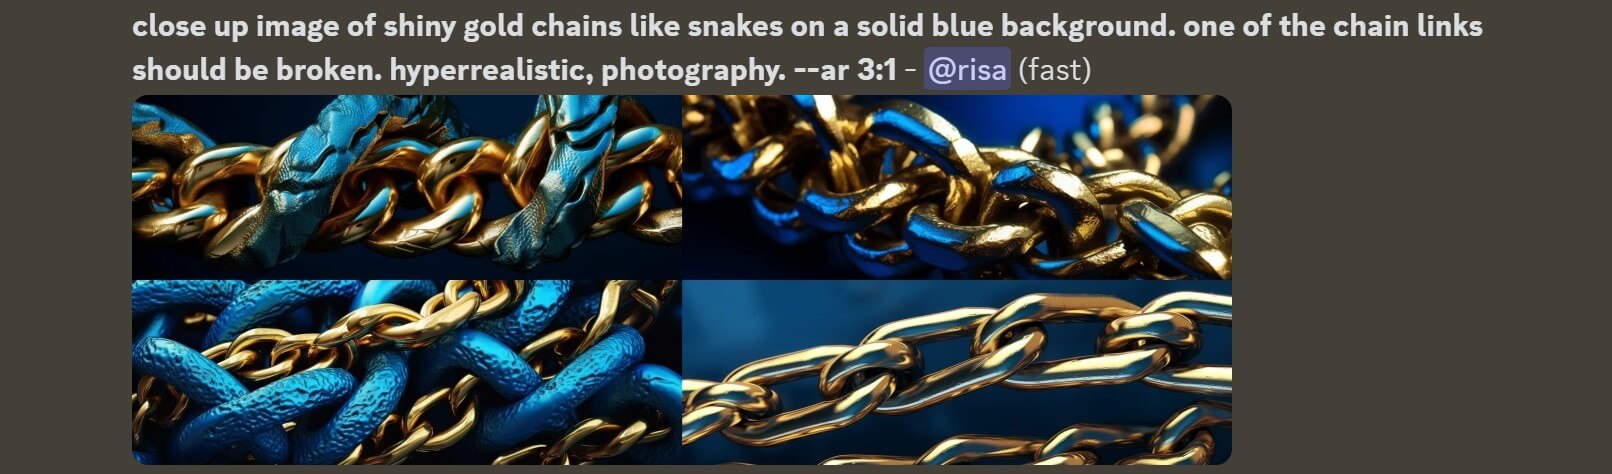 close up image of shiny gold chains like snakes on a solid blue background. one of the chain links
should be broken. hyperrealistic, photography. --ar 3:1 - @risa (fast)